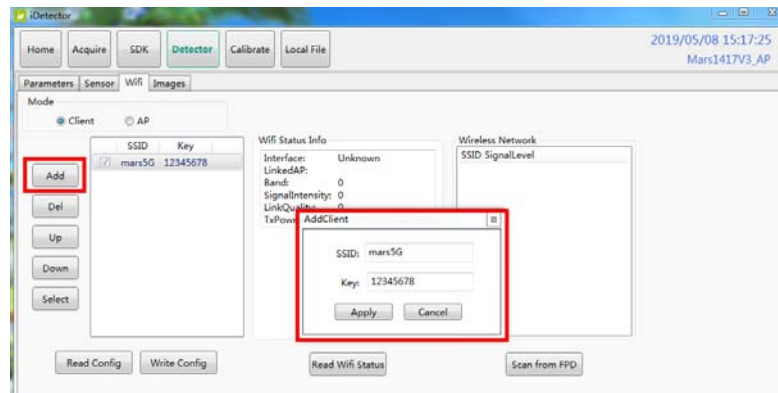 iDetector
Home Acquire SDK Detector Calibrate Local File
2019/05/08 15:17:25
Mars1417V3_AP
Parameters Sensor Wifi Images
Mode
Client AP
SSID Key
mars5G 12345678
Add
Del
Up
Down
Select
Wifi Status Info
Interface: Unknown
LinkedAP:
Band: 0
SignalIntensity: 0
LinkQuality: 0
TxPower
Wireless Network
SSID SignalLevel
AddClient
SSID: mars5G
Key: 12345678
Apply Cancel
Read Config Write Config Read Wifi Status Scan from FPD